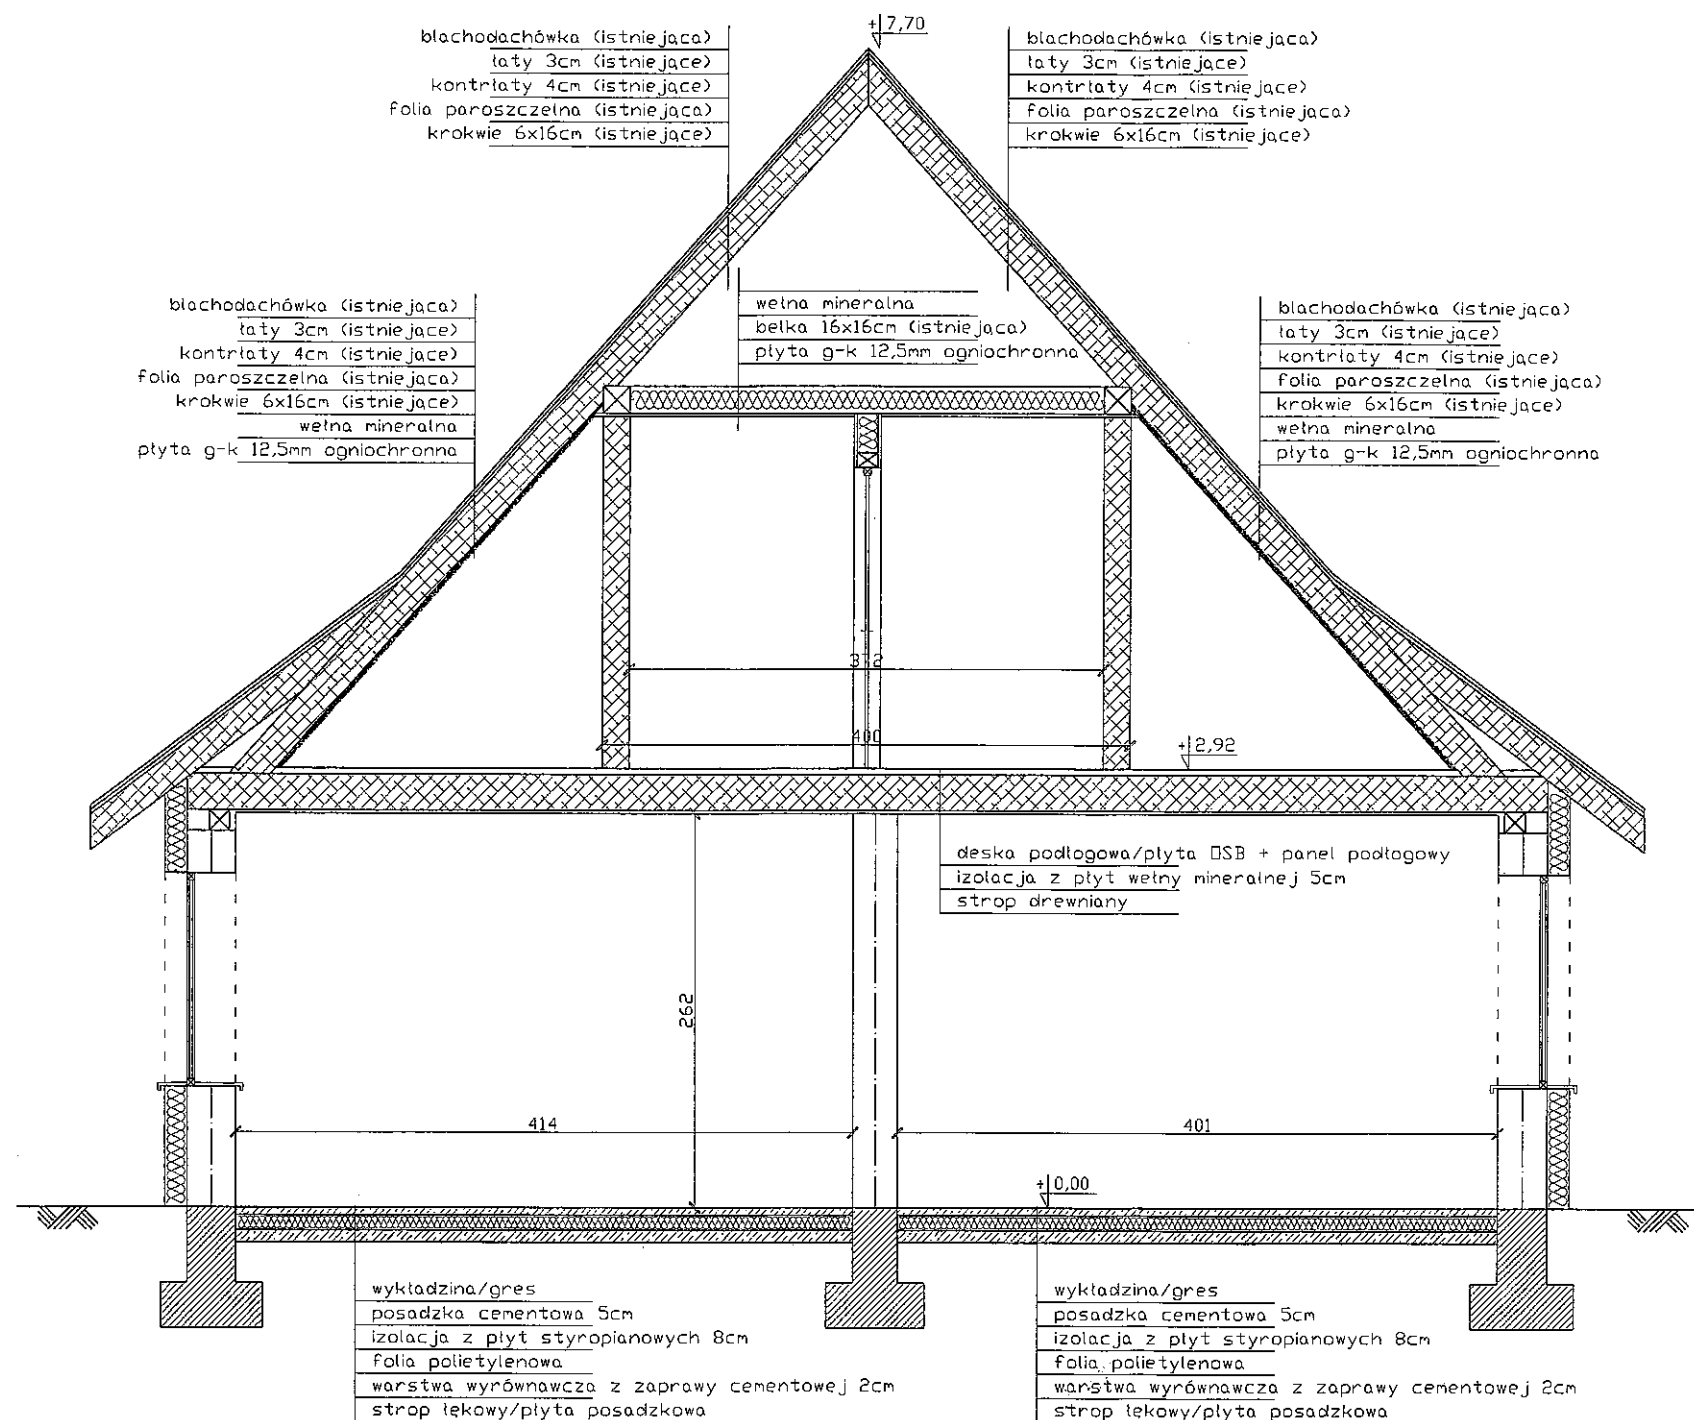 +7,70
blachodachówka (istniejąca)
łaty 3cm (istniejące)
kontrłaty 4cm (istniejące)
folia paroszczelna (istniejąca)
krokwie 6x16cm (istniejące)
blachodachówka (istniejąca)
łaty 3cm (istniejące)
kontrłaty 4cm (istniejące)
folia paroszczelna (istniejąca)
krokwie 6x16cm (istniejące)
blachodachówka (istniejąca)
łaty 3cm (istniejące)
kontrłaty 4cm (istniejące)
folia paroszczelna (istniejąca)
krokwie 6x16cm (istniejące)
wełna mineralna
płyta g-k 12,5mm ogniochronna
wełna mineralna
belka 16x16cm (istniejąca)
płyta g-k 12,5mm ogniochronna
blachodachówka (istniejąca)
łaty 3cm (istniejące)
kontrłaty 4cm (istniejące)
folia paroszczelna (istniejąca)
krokwie 6x16cm (istniejące)
wełna mineralna
płyta g-k 12,5mm ogniochronna
312
400
+2,92
deska podłogowa/płyta OSB + panel podłogowy
izolacja z płyt wełny mineralnej 5cm
strop drewniany
262
414
401
+0,00
wykładzina/gres
posadzka cementowa 5cm
izolacja z płyt styropianowych 8cm
folia polietylenowa
warstwa wyrównawcza z zaprawy cementowej 2cm
strop łękowy/płyta posadzkowa
wykładzina/gres
posadzka cementowa 5cm
izolacja z płyt styropianowych 8cm
folia polietylenowa
warstwa wyrównawcza z zaprawy cementowej 2cm
strop łękowy/płyta posadzkowa